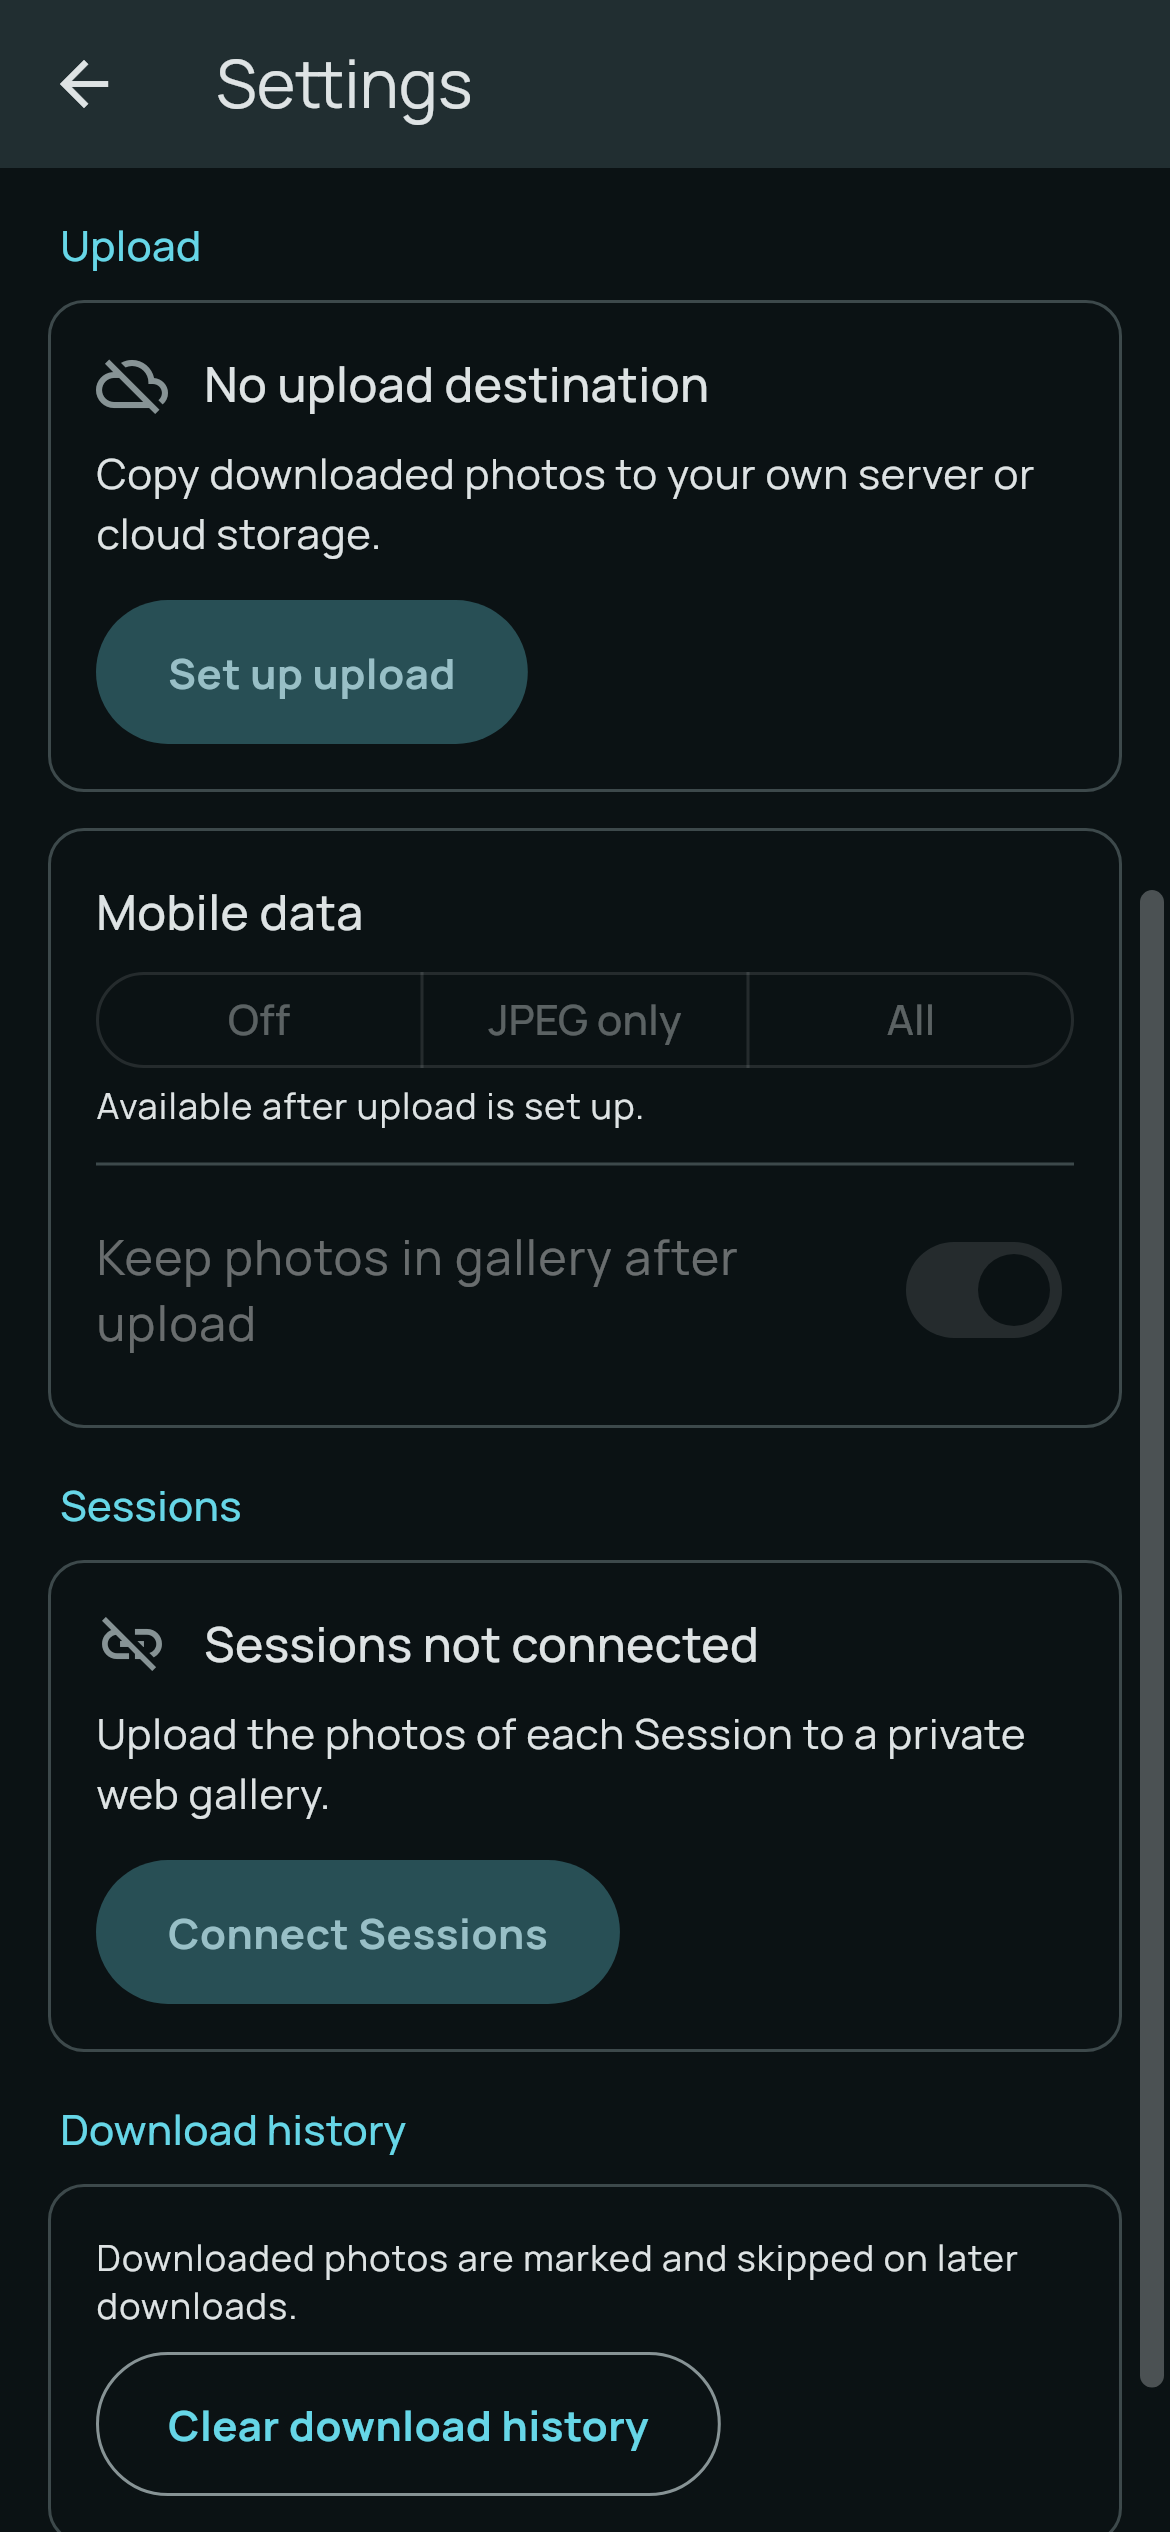 Settings
Upload
No upload destination
Copy downloaded photos to your own server or
cloud storage.
Set up upload
Mobile data
Off
JPEG only
All
Available after upload is set up.
Keep photos in gallery after
upload
Sessions
Sessions not connected
Upload the photos of each Session to a private
web gallery.
Connect Sessions
Download history
Downloaded photos are marked and skipped on later
downloads.
Clear download history